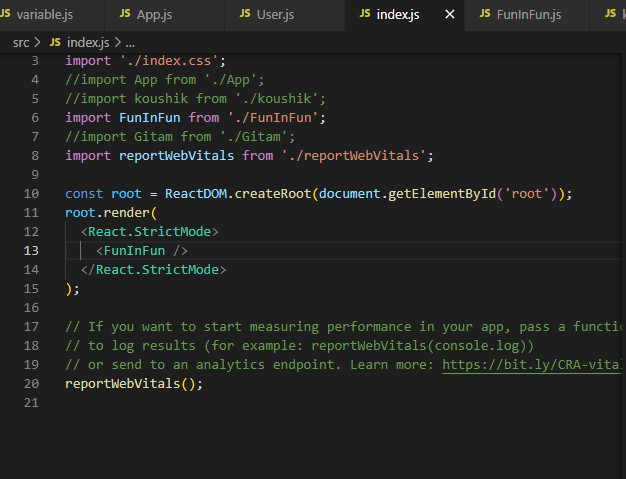 JS variable.js JS App.js JS User.js JS index.js × JS FunInFun.js JS
src > JS index.js > ...
3 import './index.css';
4 //import App from './App';
5 //import koushik from './koushik';
6 import FunInFun from './FunInFun';
7 //import Gitam from './Gitam';
8 import reportWebVitals from './reportWebVitals';
9
10 const root = ReactDOM.createRoot(document.getElementById('root'));
11 root.render(
12 <React.StrictMode>
13 <FunInFun />
14 </React.StrictMode>
15 );
16
17 // If you want to start measuring performance in your app, pass a functi
18 // to log results (for example: reportWebVitals(console.log))
19 // or send to an analytics endpoint. Learn more: https://bit.ly/CRA-vita
20 reportWebVitals();
21